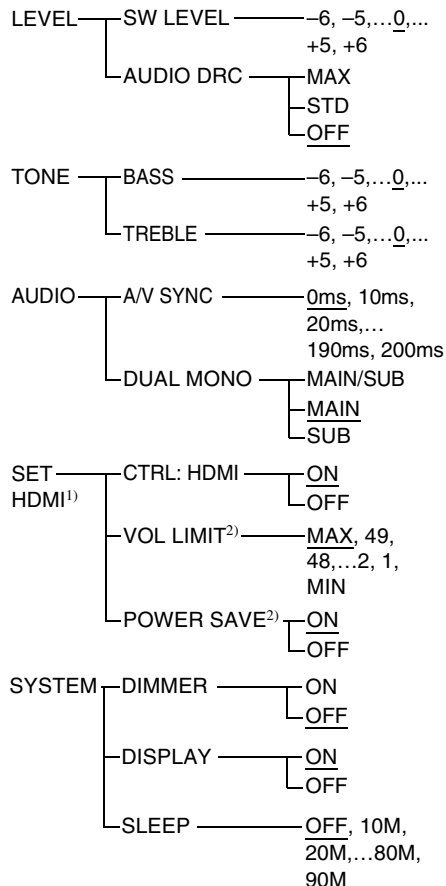 LEVEL SW LEVEL –6, –5,…0,...
+5, +6
AUDIO DRC MAX
STD
OFF
TONE BASS –6, –5,…0,...
+5, +6
TREBLE –6, –5,…0,...
+5, +6
AUDIO A/V SYNC 0ms, 10ms,
20ms,…
190ms, 200ms
DUAL MONO MAIN/SUB
MAIN
SUB
SET CTRL: HDMI ON
HDMI1) OFF
VOL LIMIT2) MAX, 49,
48,…2, 1,
MIN
POWER SAVE2) ON
OFF
SYSTEM DIMMER ON
OFF
DISPLAY ON
OFF
SLEEP OFF, 10M,
20M,…80M,
90M